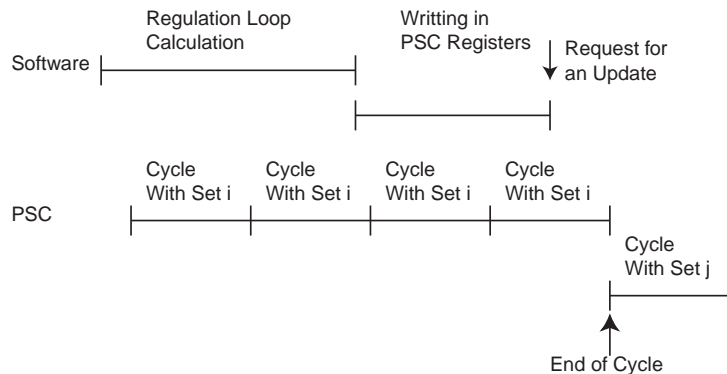 Regulation Loop
Calculation
Writting in
PSC Registers
Request for
an Update
Software
Cycle
With Set i
Cycle
With Set i
Cycle
With Set i
Cycle
With Set i
PSC
Cycle
With Set j
End of Cycle